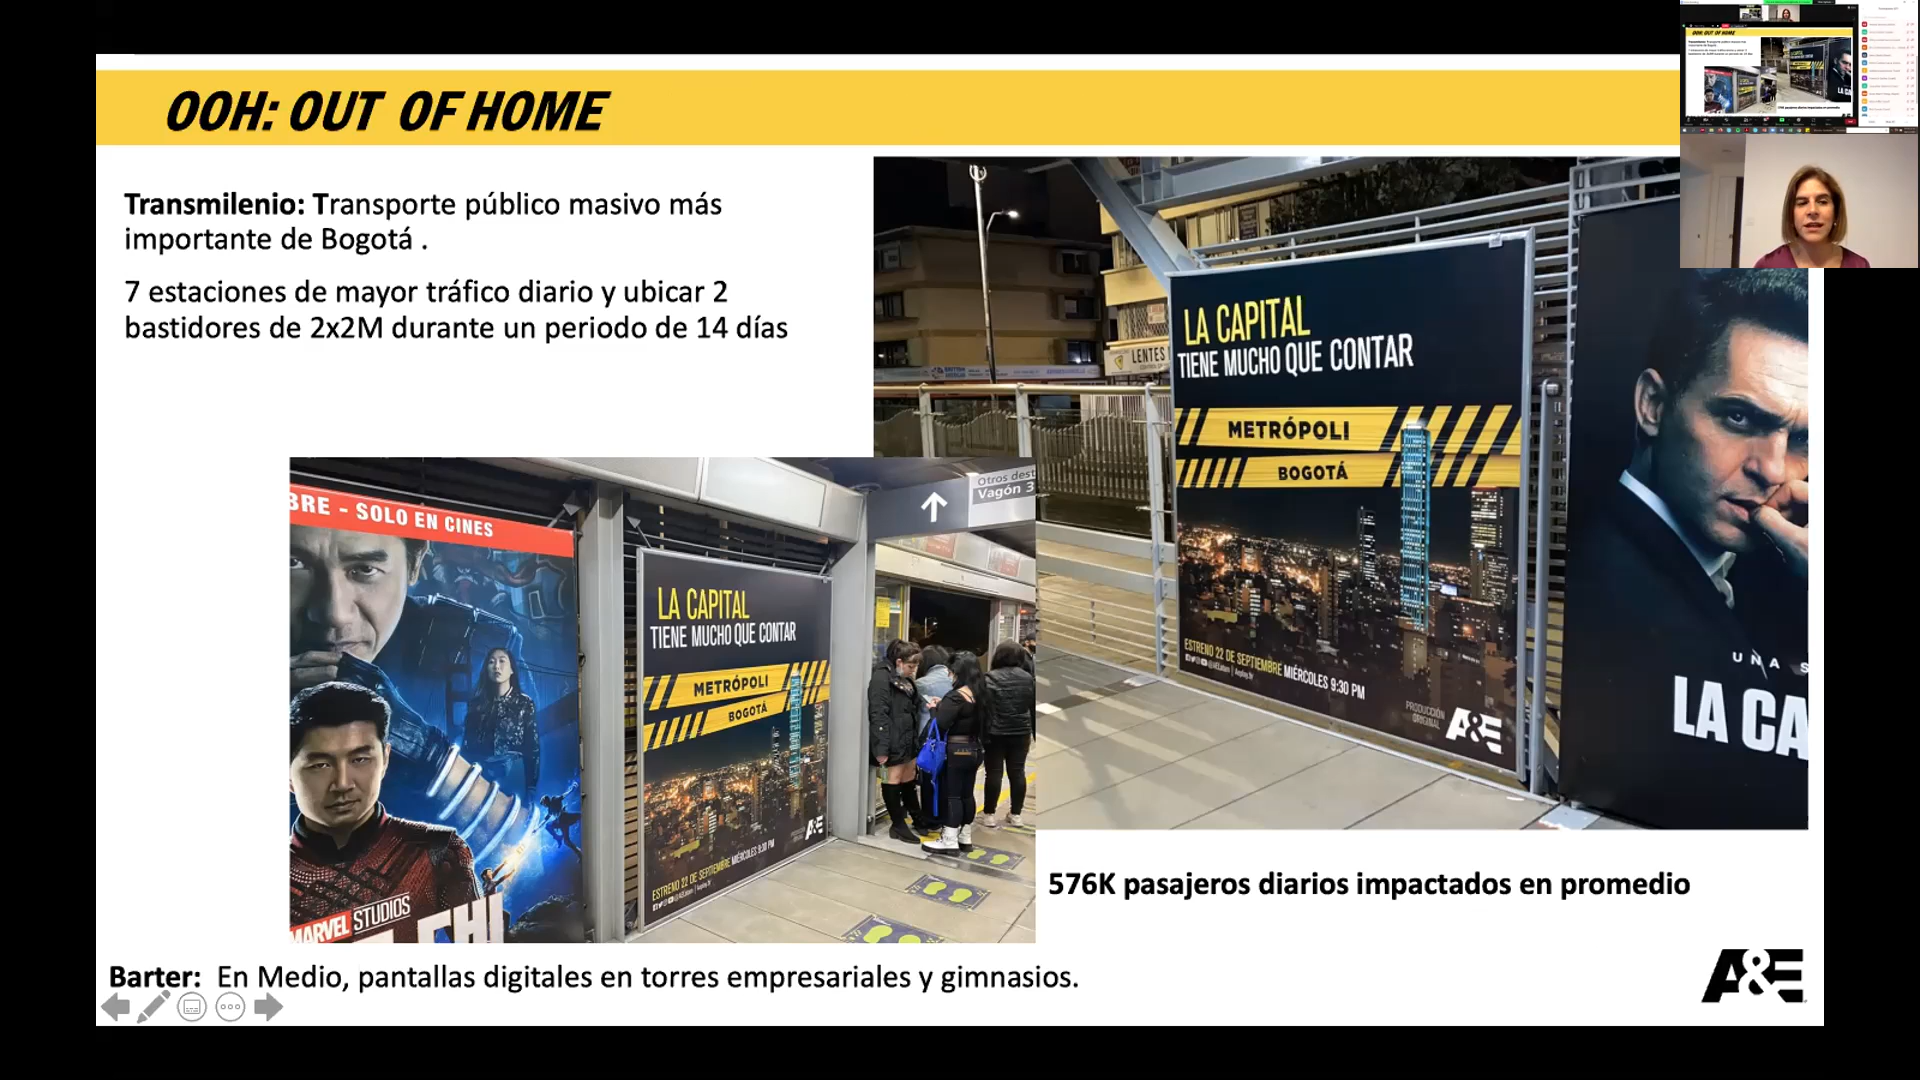 OOH: OUT OF HOME
Transmilenio: Transporte público masivo más
importante de Bogotá .
7 estaciones de mayor tráfico diario y ubicar 2
bastidores de 2x2M durante un periodo de 14 días
LENTES
LA CAPITAL
TIENE MUCHO QUE CONTAR
METRÓPOLI
BOGOTÁ
ESTRENO 22 DE SEPTIEMBRE MIÉRCOLES 9:30 PM
PRODUCCIÓN
ORIGINAL
A&E
UNA S
LA CA
BRE - SOLO EN CINES
MARVEL STUDIOS
Otros dest
Vagón 3
LA CAPITAL
TIENE MUCHO QUE CONTAR
METRÓPOLI
BOGOTÁ
A&E
ESTRENO 22 DE SEPTIEMBRE MIÉRCOLES 9:30 PM
576K pasajeros diarios impactados en promedio
Barter: En Medio, pantallas digitales en torres empresariales y gimnasios.
A&E